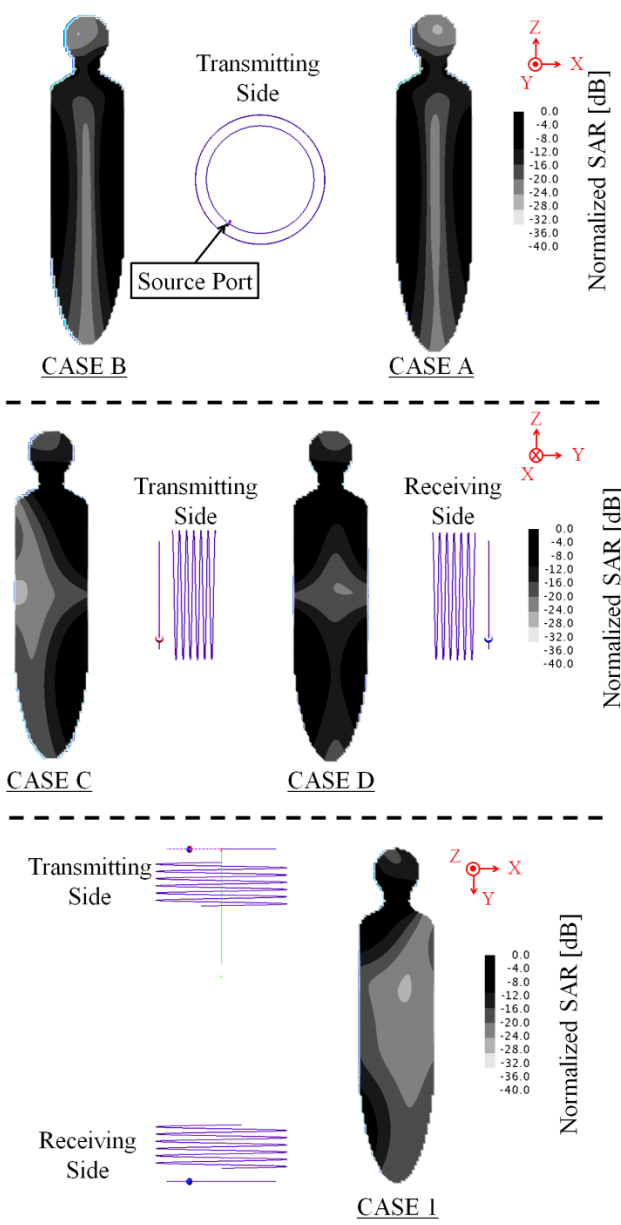 Transmitting
Side
Source Port
CASE B
CASE A
Z
X
Y
0.0
-4.0
-8.0
-12.0
-16.0
-20.0
-24.0
-28.0
-32.0
-36.0
-40.0
Normalized SAR [dB]
Transmitting
Side
Receiving
Side
CASE C
CASE D
Z
Y
X
0.0
-4.0
-8.0
-12.0
-16.0
-20.0
-24.0
-28.0
-32.0
-36.0
-40.0
Normalized SAR [dB]
Transmitting
Side
Receiving
Side
CASE 1
Z
X
Y
0.0
-4.0
-8.0
-12.0
-16.0
-20.0
-24.0
-28.0
-32.0
-36.0
-40.0
Normalized SAR [dB]